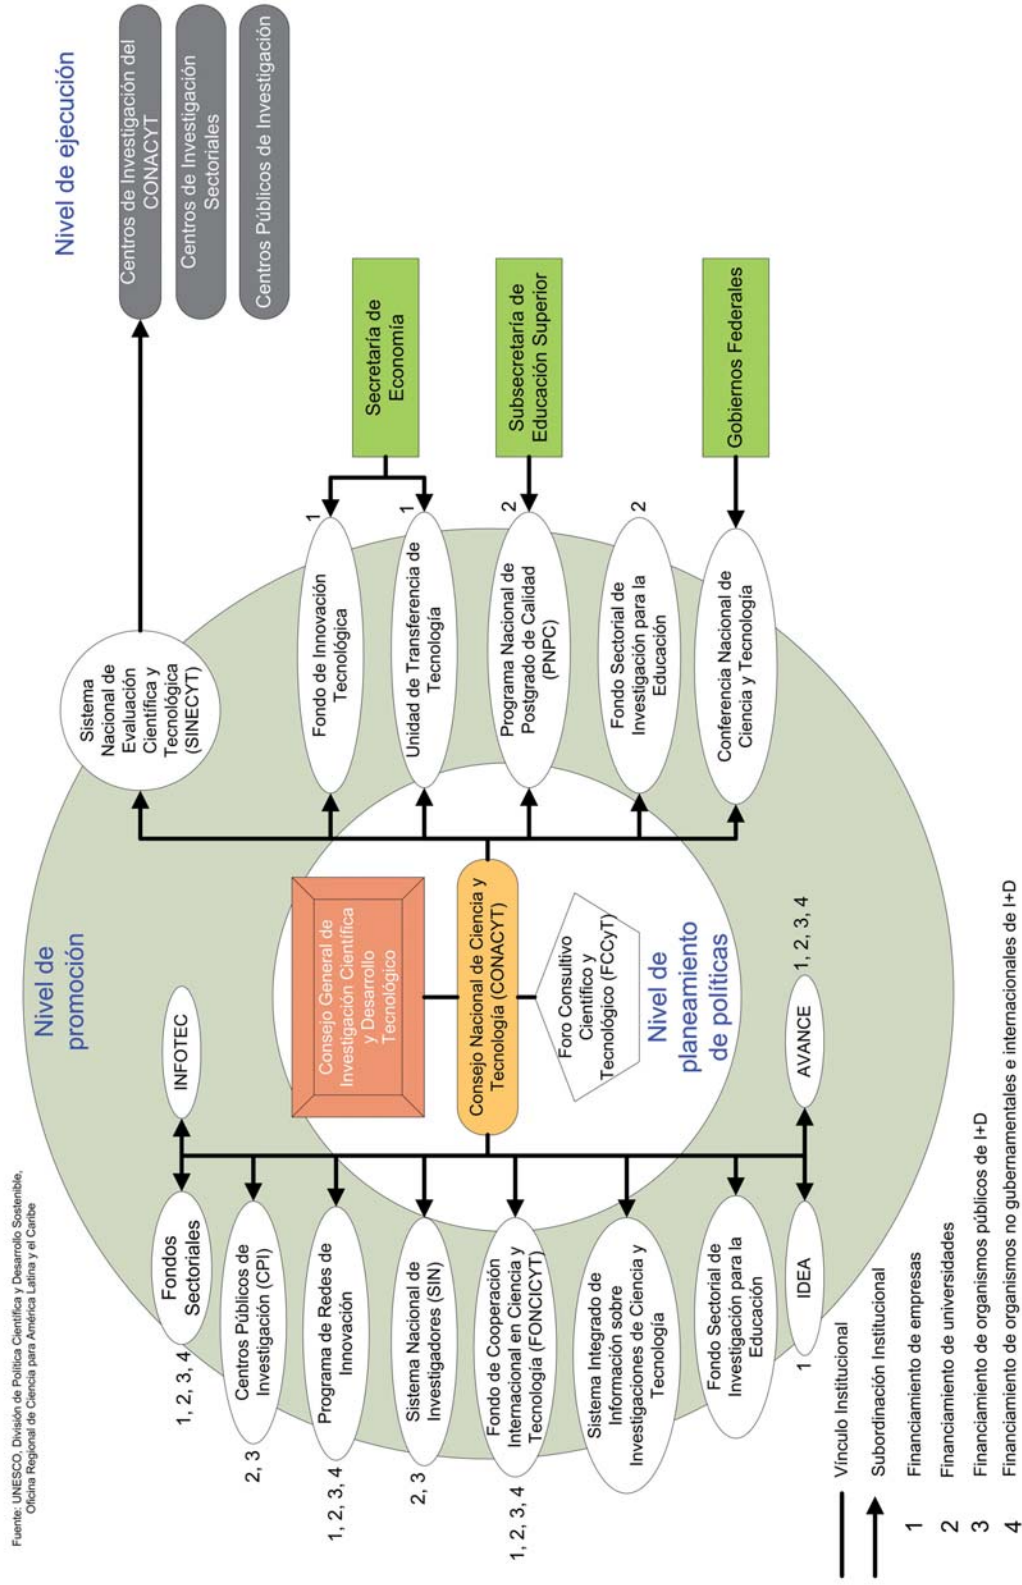 Fuente: UNESCO, División de Política Científica y Desarrollo Sostenible,
Oficina Regional de Ciencia para América Latina y el Caribe
Nivel de
promoción
Nivel de ejecución
Fondos
Sectoriales
1, 2, 3, 4
INFOTEC
Centros Públicos de
Investigación (CPI)
2, 3
Programa de Redes de
Innovación
1, 2, 3, 4
Sistema Nacional de
Investigadores (SIN)
2, 3
Fondo de Cooperación
Internacional en Ciencia y
Tecnología (FONCICYT)
1, 2, 3, 4
Sistema Integrado de
Información sobre
Investigaciones de Ciencia y
Tecnología
Fondo Sectorial de
Investigación para la
Educación
IDEA
1
AVANCE
1, 2, 3, 4
Consejo General de
Investigación Científica
y Desarrollo
Tecnológico
Consejo Nacional de Ciencia y
Tecnología (CONACYT)
Foro Consultivo
Científico y
Tecnológico (FCCyT)
Nivel de
planeamiento
de políticas
Sistema
Nacional de
Evaluación
Científica y
Tecnológica
(SINECYT)
Fondo de Innovación
Tecnológica
1
Unidad de Transferencia de
Tecnología
1
Programa Nacional de
Postgrado de Calidad
(PNPC)
2
Fondo Sectorial de
Investigación para la
Educación
2
Conferencia Nacional de
Ciencia y Tecnología
Secretaría de
Economía
Subsecretaría de
Educación Superior
Gobiernos Federales
Centros de Investigación del
CONACYT
Centros de Investigación
Sectoriales
Centros Públicos de Investigación
Vínculo Institucional
Subordinación Institucional
1 Financiamiento de empresas
2 Financiamiento de universidades
3 Financiamiento de organismos públicos de I+D
4 Financiamiento de organismos no gubernamentales e internacionales de I+D